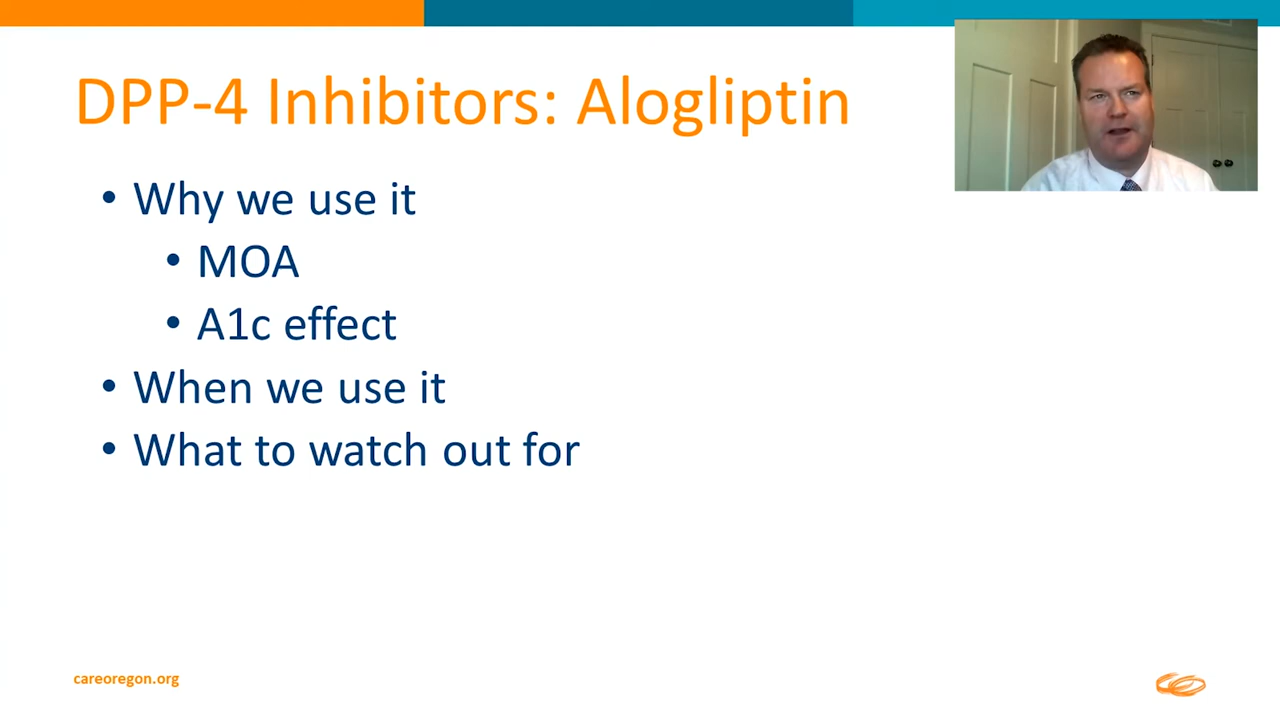 DPP-4 Inhibitors: Alogliptin
• Why we use it
• MOA
• A1c effect
• When we use it
• What to watch out for
careoregon.org